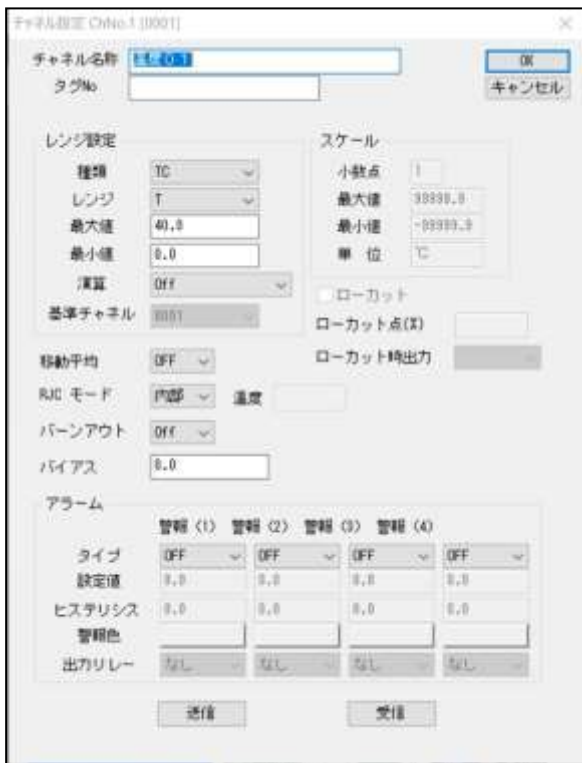 チャネル設定 ChNo.1 [0001]
チャネル名称 温度0-1 OK
タグNo キャンセル
レンジ設定 スケール
種類 TC 小数点 1
レンジ T 最大値 99999.9
最大値 40.0 最小値 -99999.9
最小値 0.0 単 位 ℃
演算 Off ローカット
基準チャネル 0001 ローカット点(%)
移動平均 OFF ローカット時出力
RJC モード 内部 温度
バーンアウト Off
バイアス 0.0
アラーム
警報 (1) 警報 (2) 警報 (3) 警報 (4)
タイプ OFF OFF OFF OFF
設定値 0.0 0.0 0.0 0.0
ヒステリシス 0.0 0.0 0.0 0.0
警報色
出力リレー なし なし なし なし
送信 受信